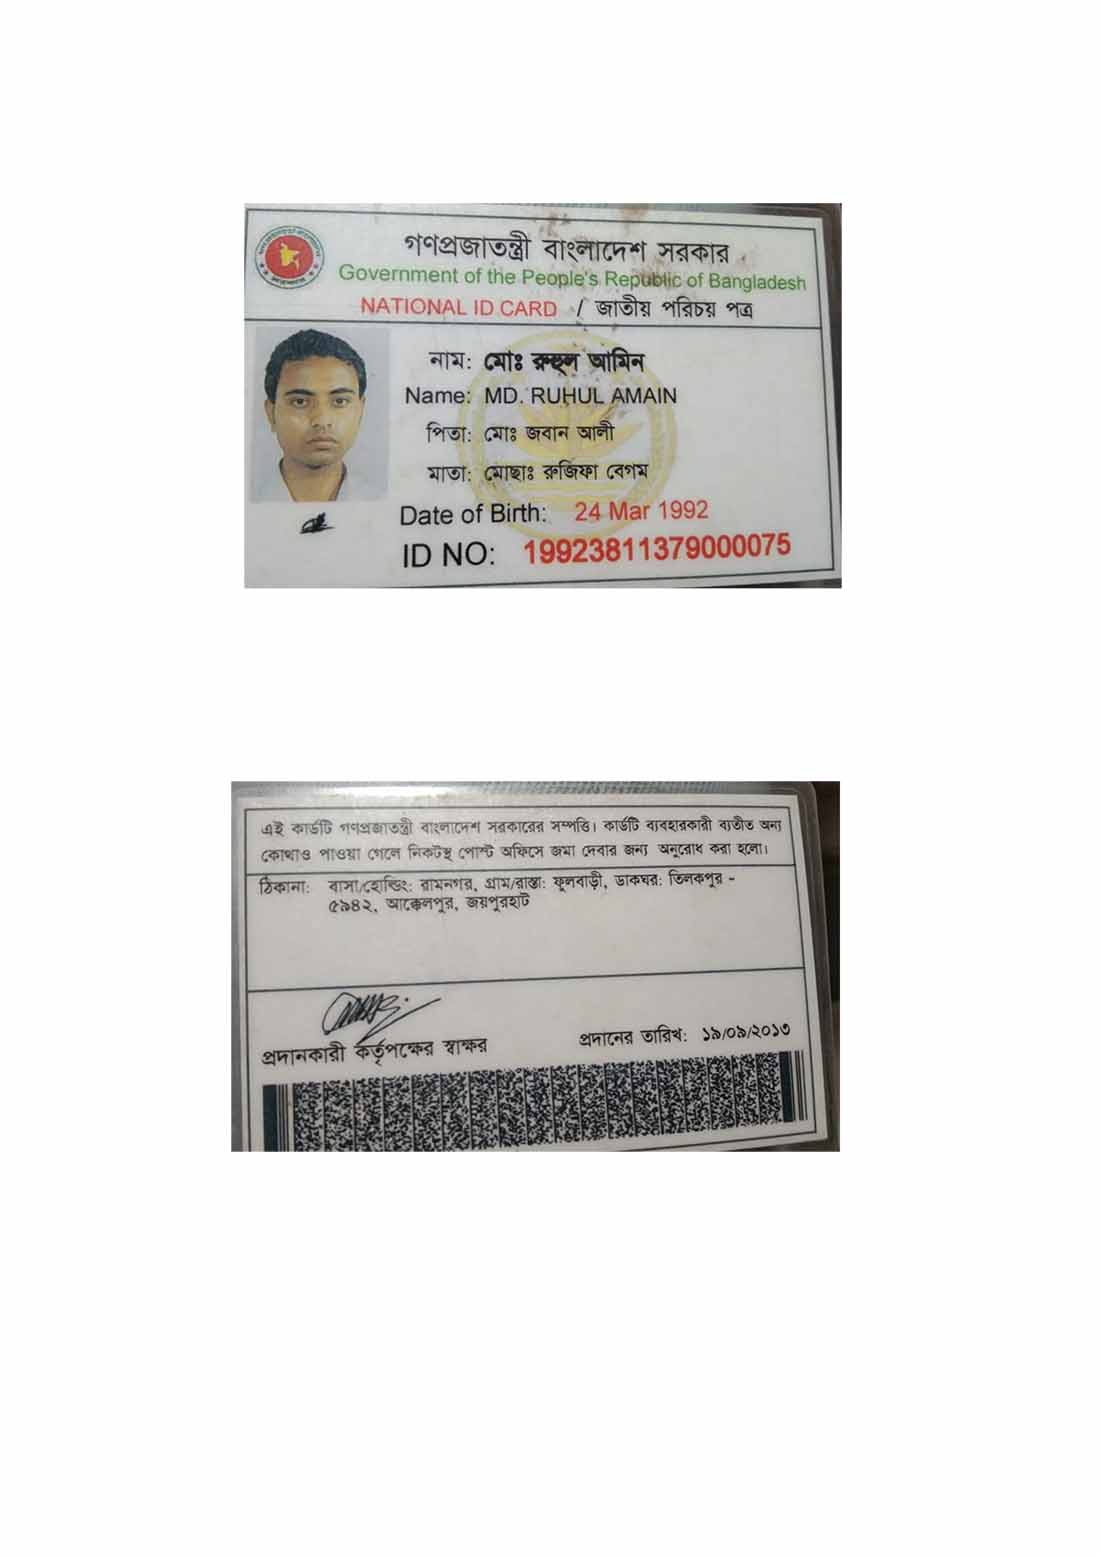 গণপ্রজাতন্ত্রী বাংলাদেশ সরকার
Government of the People's Republic of Bangladesh
NATIONAL ID CARD / জাতীয় পরিচয় পত্র
নাম: মোঃ রুহুল আমিন
Name: MD. RUHUL AMAIN
পিতা: মোঃ জবান আলী
মাতা: মোছাঃ রুজিফা বেগম
Date of Birth: 24 Mar 1992
ID NO: 19923811379000075
এই কার্ডটি গণপ্রজাতন্ত্রী বাংলাদেশ সরকারের সম্পত্তি। কার্ডটি ব্যবহারকারী ব্যতীত অন্য
কোথাও পাওয়া গেলে নিকটস্থ পোস্ট অফিসে জমা দেবার জন্য অনুরোধ করা হলো।
ঠিকানা: বাসা/হোল্ডিং: রামনগর, গ্রাম/রাস্তা: ফুলবাড়ী, ডাকঘর: তিলকপুর -
৫৯৪২, আক্কেলপুর, জয়পুরহাট
প্রদানকারী কর্তৃপক্ষের স্বাক্ষর
প্রদানের তারিখ: ১৯/০৯/২০১৩